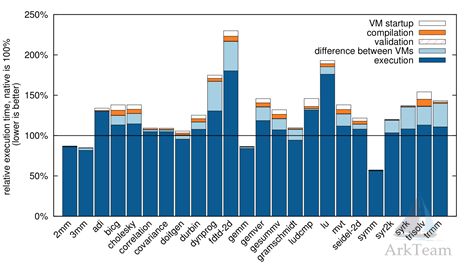 250%
200%
150%
100%
50%
0%
relative execution time, native is 100%
(lower is better)
VM startup
compilation
validation
difference between VMs
execution
2mm
3mm
adi
bicg
cholesky
correlation
covariance
doitgen
durbin
dynprog
fdtd-2d
gemm
gemver
gesummv
gramschmidt
ludcmp
lu
mvt
seidel-2d
symm
syr2k
syrk
trisolv
trmm
ArkTeam